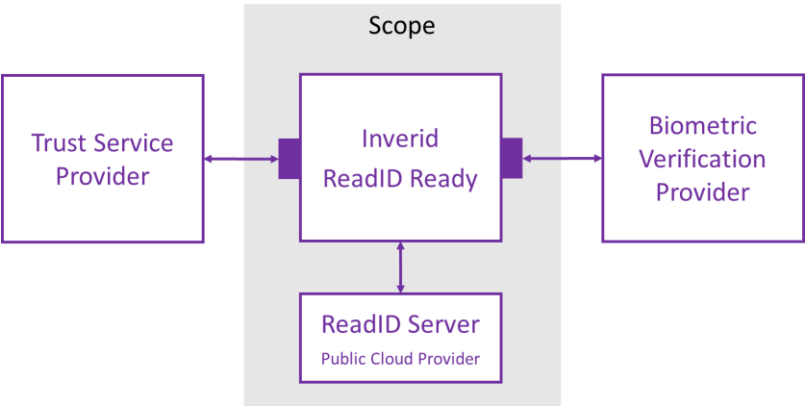 Scope
Trust Service
Provider
Inverid
ReadID Ready
Biometric
Verification
Provider
ReadID Server
Public Cloud Provider